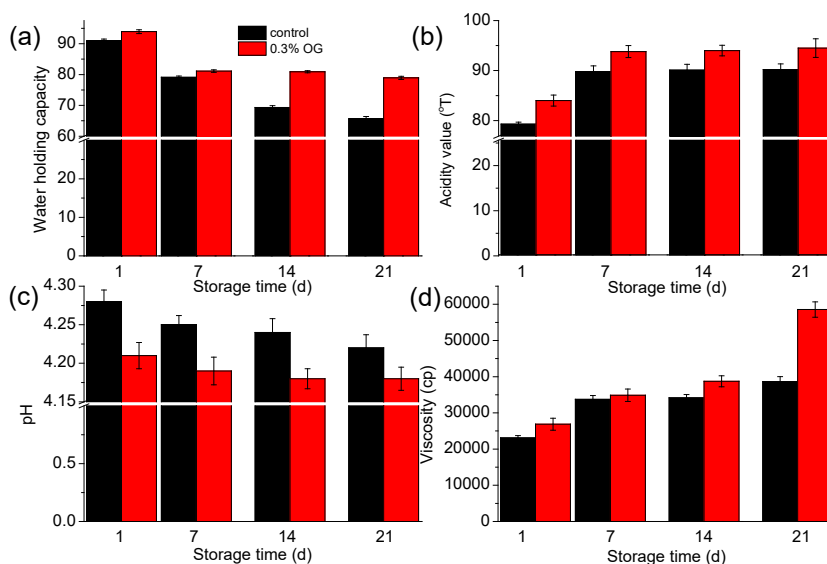 (a)
control
0.3% OG
Water holding capacity
90
80
70
60
20
0
1 7 14 21
Storage time (d)
(b)
Acidity value (°T)
100
90
80
20
10
0
1 7 14 21
Storage time (d)
(c)
pH
4.30
4.25
4.20
4.15
0.5
0.0
1 7 14 21
Storage time (d)
(d)
Viscosity (cp)
60000
50000
40000
30000
20000
10000
0
1 7 14 21
Storage time (d)